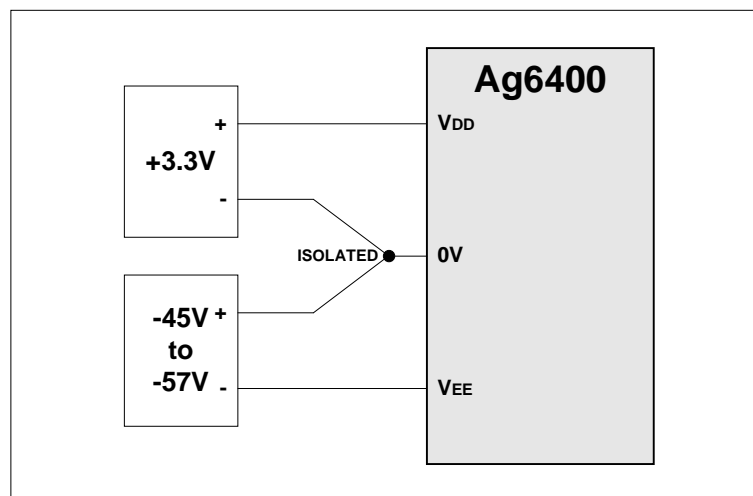 Ag6400
+
VDD
+3.3V
-
ISOLATED
0V
-45V
+
to
-57V
-
VEE